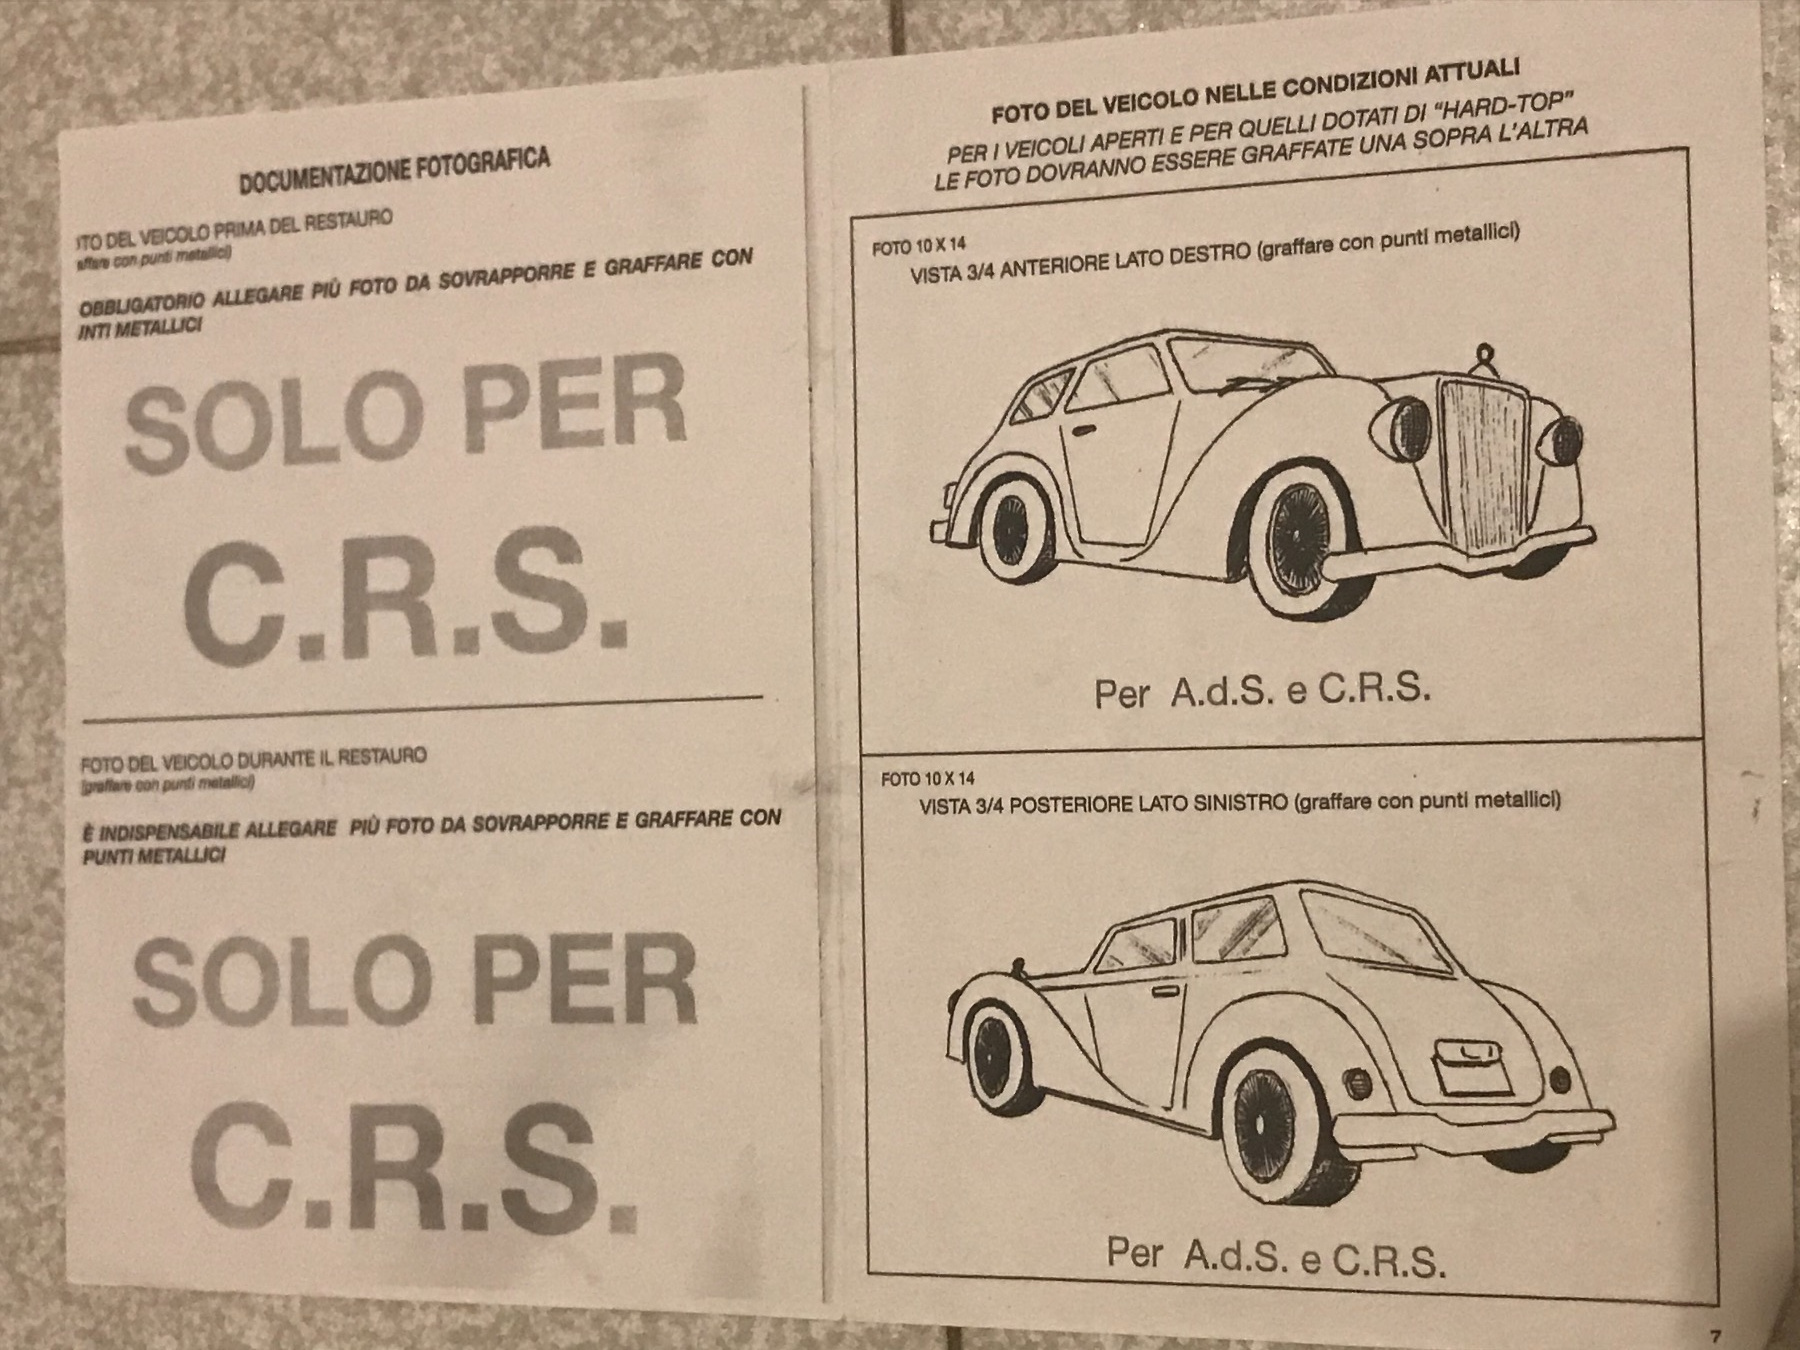 DOCUMENTAZIONE FOTOGRAFICA
TO DEL VEICOLO PRIMA DEL RESTAURO
affare con punti metallici)
OBBLIGATORIO ALLEGARE PIÙ FOTO DA SOVRAPPORRE E GRAFFARE CON
INTI METALLICI
SOLO PER
C.R.S.
FOTO DEL VEICOLO DURANTE IL RESTAURO
(graffare con punti metallici)
È INDISPENSABILE ALLEGARE PIÙ FOTO DA SOVRAPPORRE E GRAFFARE CON
PUNTI METALLICI
SOLO PER
C.R.S.
FOTO DEL VEICOLO NELLE CONDIZIONI ATTUALI
PER I VEICOLI APERTI E PER QUELLI DOTATI DI “HARD-TOP”
LE FOTO DOVRANNO ESSERE GRAFFATE UNA SOPRA L'ALTRA
FOTO 10 X 14
VISTA 3/4 ANTERIORE LATO DESTRO (graffare con punti metallici)
Per A.d.S. e C.R.S.
FOTO 10 X 14
VISTA 3/4 POSTERIORE LATO SINISTRO (graffare con punti metallici)
Per A.d.S. e C.R.S.
7